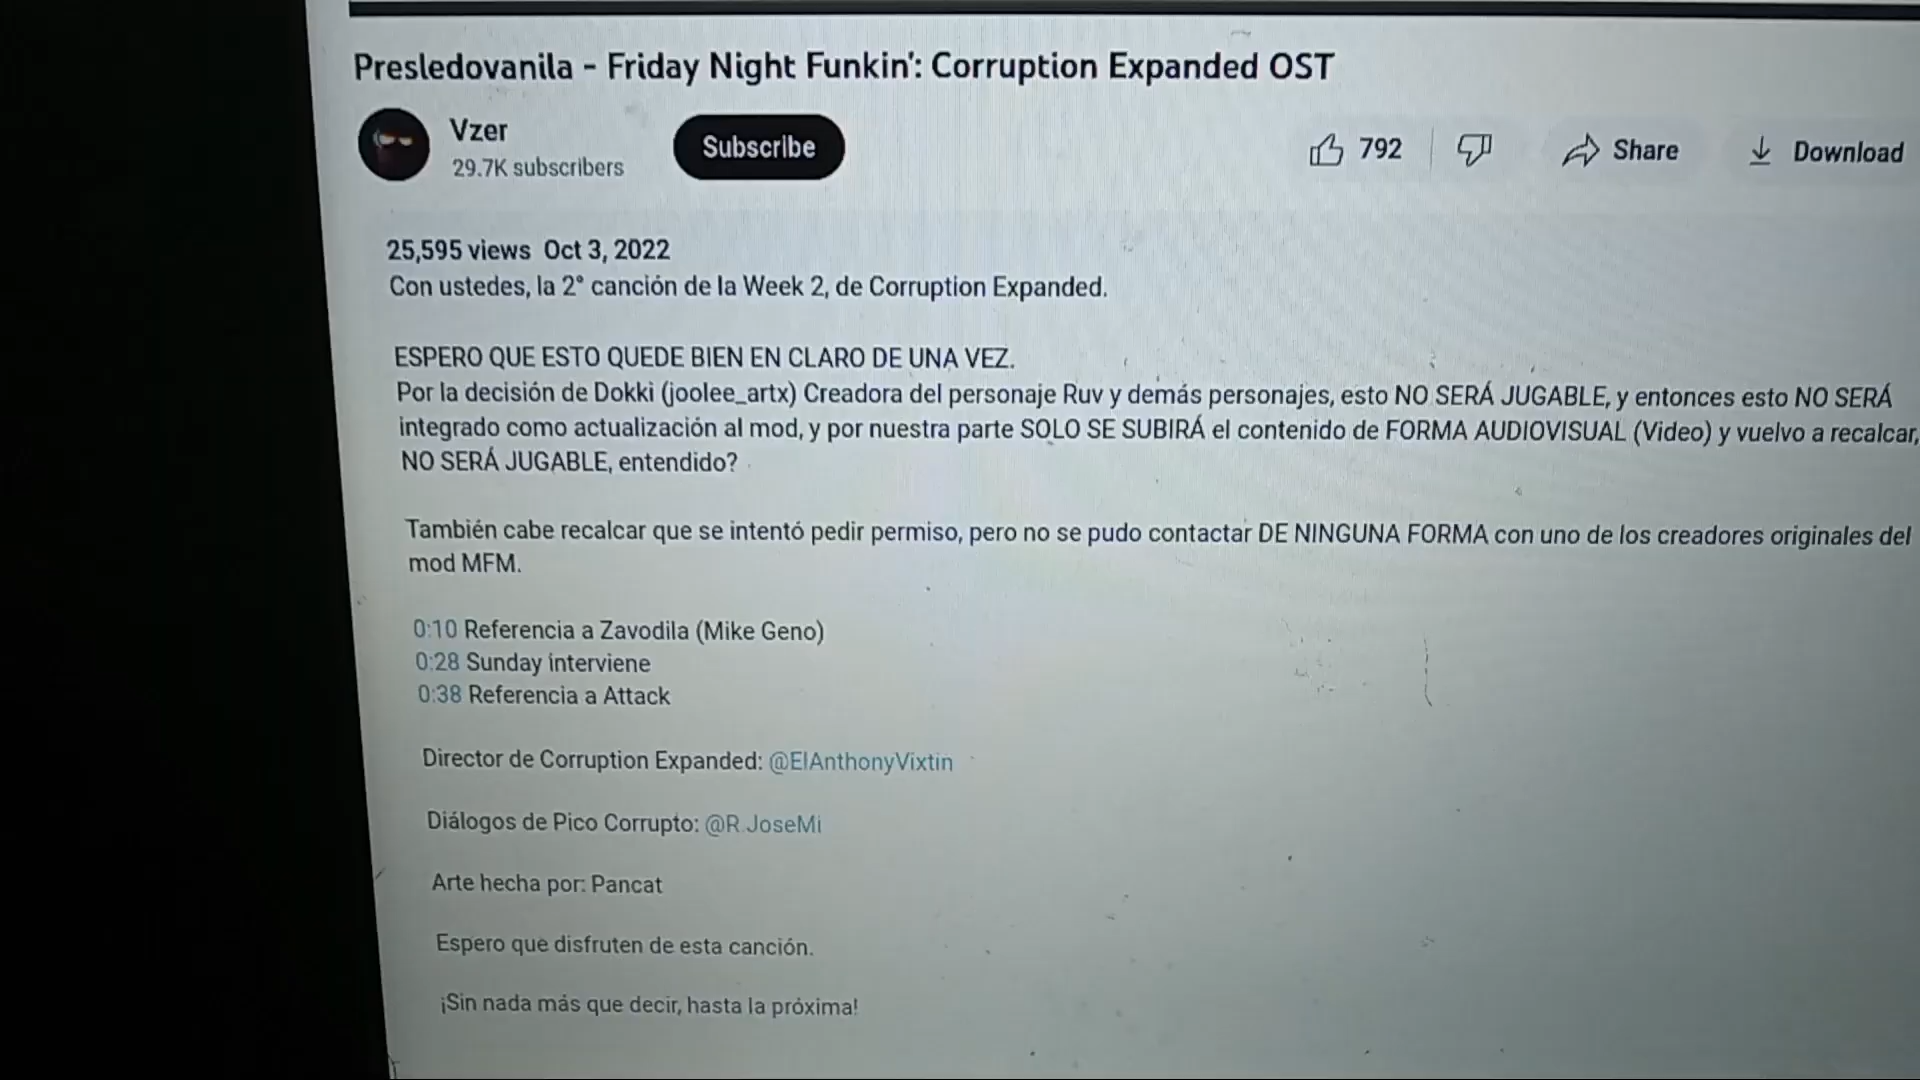 Presledovanila - Friday Night Funkin': Corruption Expanded OST
Vzer
29.7K subscribers
Subscribe
792
Share
Download
25,595 views Oct 3, 2022
Con ustedes, la 2° canción de la Week 2, de Corruption Expanded.
ESPERO QUE ESTO QUEDE BIEN EN CLARO DE UNA VEZ.
Por la decisión de Dokki (joolee_artx) Creadora del personaje Ruv y demás personajes, esto NO SERÁ JUGABLE, y entonces esto NO SERÁ
integrado como actualización al mod, y por nuestra parte SOLO SE SUBIRÁ el contenido de FORMA AUDIOVISUAL (Video) y vuelvo a recalcar,
NO SERÁ JUGABLE, entendido?
También cabe recalcar que se intentó pedir permiso, pero no se pudo contactar DE NINGUNA FORMA con uno de los creadores originales del
mod MFM.
0:10 Referencia a Zavodila (Mike Geno)
0:28 Sunday interviene
0:38 Referencia a Attack
Director de Corruption Expanded: @ElAnthonyVixtin
Diálogos de Pico Corrupto: @R.JoseMi
Arte hecha por: Pancat
Espero que disfruten de esta canción.
¡Sin nada más que decir, hasta la próxima!